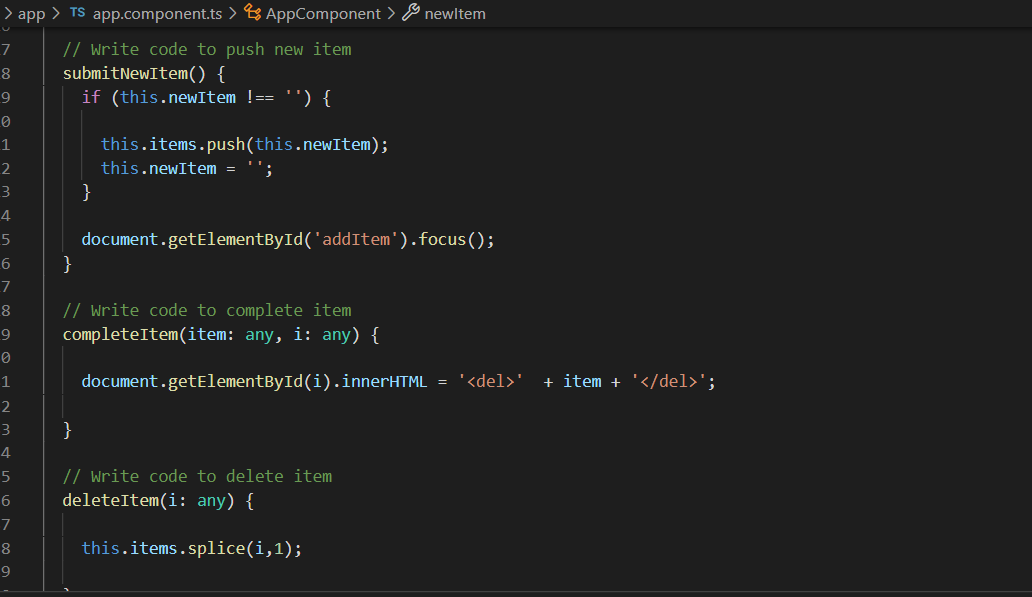 > app > TS app.component.ts > AppComponent > newItem
7 // Write code to push new item
8 submitNewItem() {
9 if (this.newItem !== '') {
0
1 this.items.push(this.newItem);
2 this.newItem = '';
3 }
4
5 document.getElementById('addItem').focus();
6 }
7
8 // Write code to complete item
9 completeItem(item: any, i: any) {
0
1 document.getElementById(i).innerHTML = '<del>'  + item + '</del>';
2
3 }
4
5 // Write code to delete item
6 deleteItem(i: any) {
7
8 this.items.splice(i,1);
9